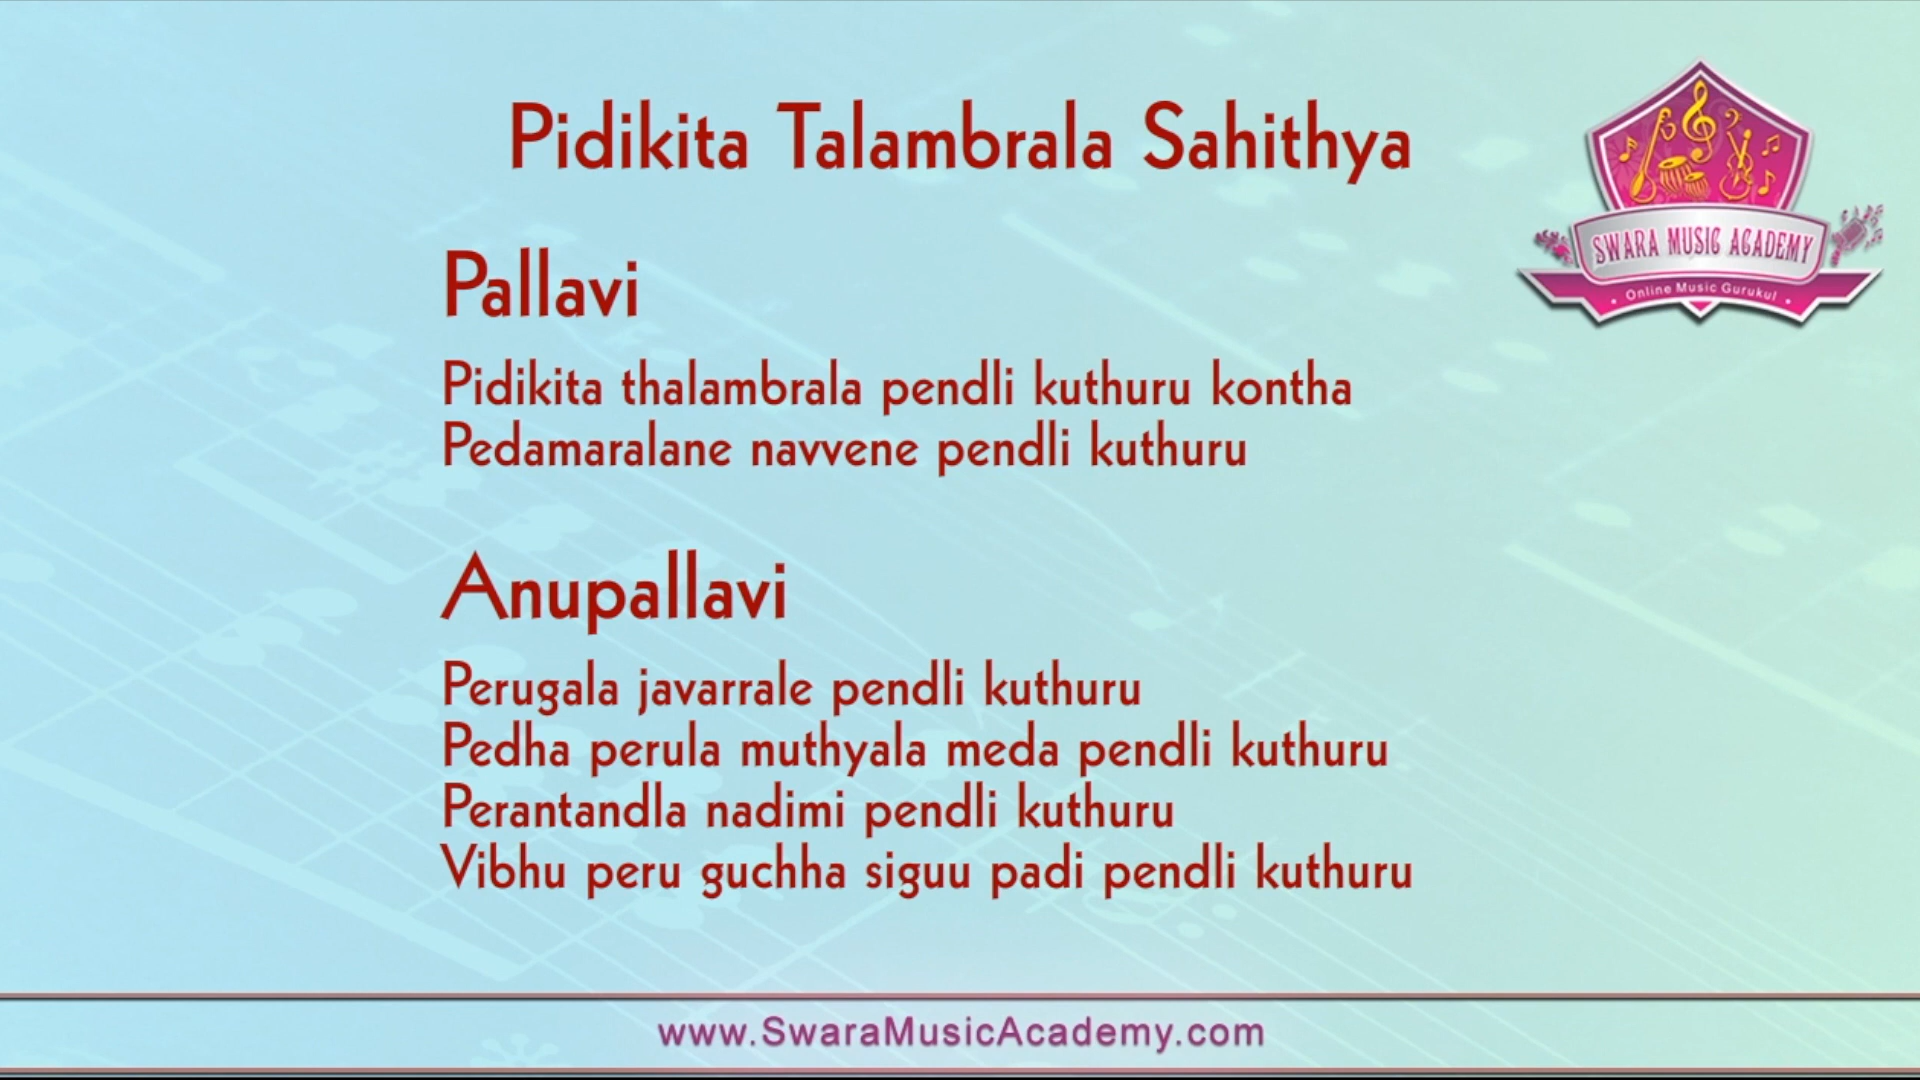 Pidikita Talambrala Sahithya
SWARA MUSIC ACADEMY
• Online Music Gurukul •
Pallavi
Pidikita thalambrala pendli kuthuru kontha
Pedamaralane navvene pendli kuthuru
Anupallavi
Perugala javarrale pendli kuthuru
Pedha perula muthyala meda pendli kuthuru
Perantandla nadimi pendli kuthuru
Vibhu peru guchha siguu padi pendli kuthuru
www.SwaraMusicAcademy.com